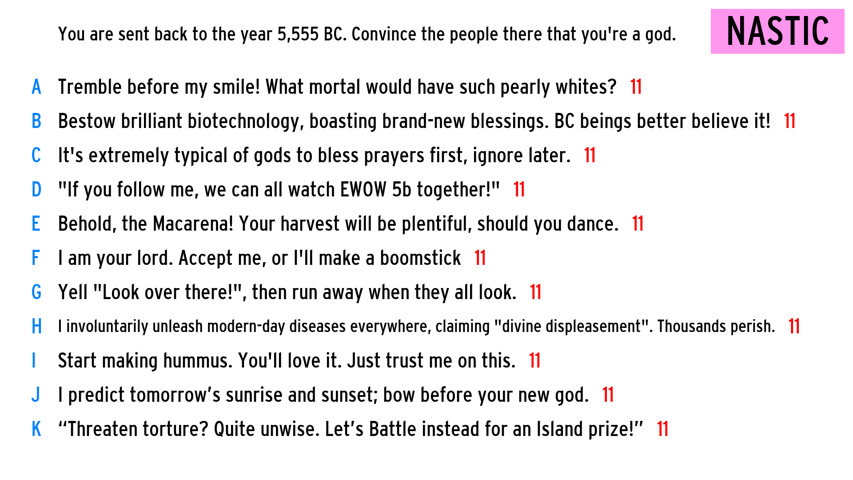 You are sent back to the year 5,555 BC. Convince the people there that you're a god.
NASTIC
A Tremble before my smile! What mortal would have such pearly whites? 11
B Bestow brilliant biotechnology, boasting brand-new blessings. BC beings better believe it! 11
C It's extremely typical of gods to bless prayers first, ignore later. 11
D "If you follow me, we can all watch EWOW 5b together!" 11
E Behold, the Macarena! Your harvest will be plentiful, should you dance. 11
F I am your lord. Accept me, or I'll make a boomstick 11
G Yell "Look over there!", then run away when they all look. 11
H I involuntarily unleash modern-day diseases everywhere, claiming "divine displeasement". Thousands perish. 11
I Start making hummus. You'll love it. Just trust me on this. 11
J I predict tomorrow’s sunrise and sunset; bow before your new god. 11
K “Threaten torture? Quite unwise. Let’s Battle instead for an Island prize!” 11